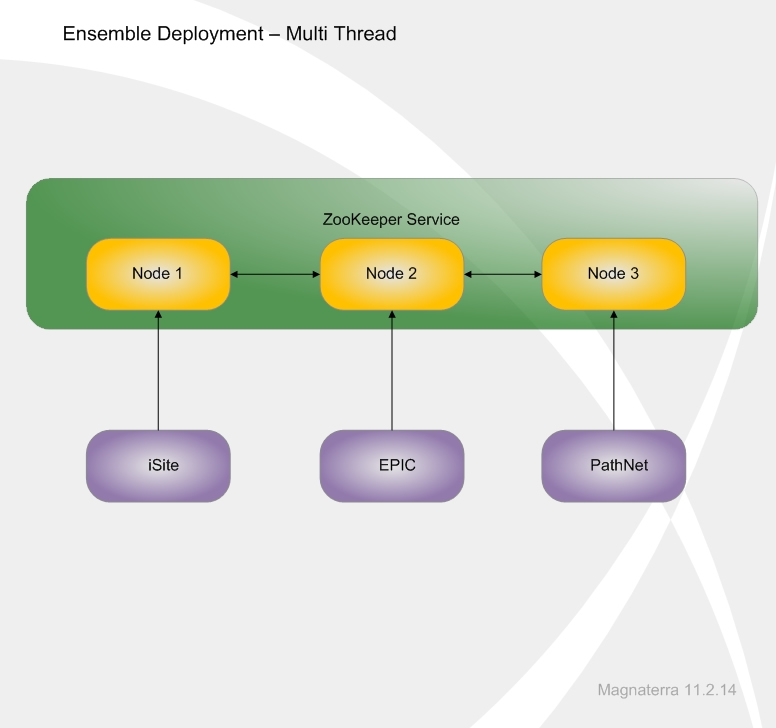 Ensemble Deployment – Multi Thread
ZooKeeper Service
Node 1
Node 2
Node 3
iSite
EPIC
PathNet
Magnaterra 11.2.14